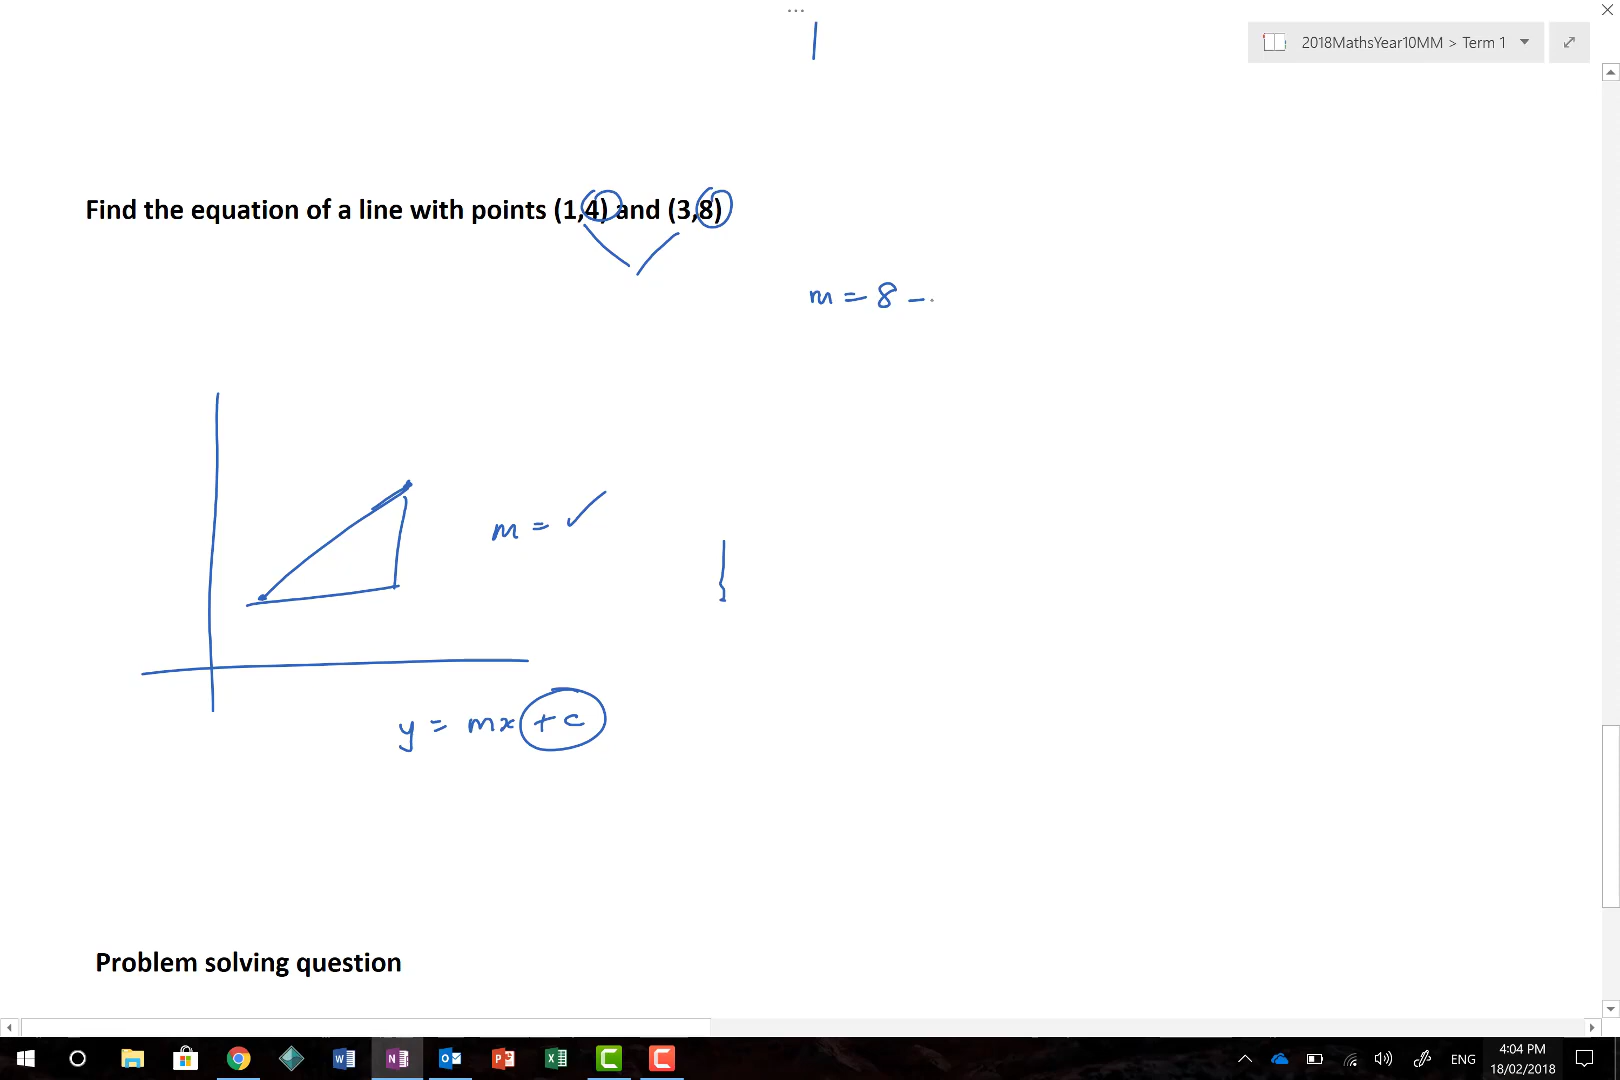 2018MathsYear10MM > Term 1
Find the equation of a line with points (1,4) and (3,8)
m = 8 -
m = ✓
y = mx + c
Problem solving question
ENG
4:04 PM
18/02/2018